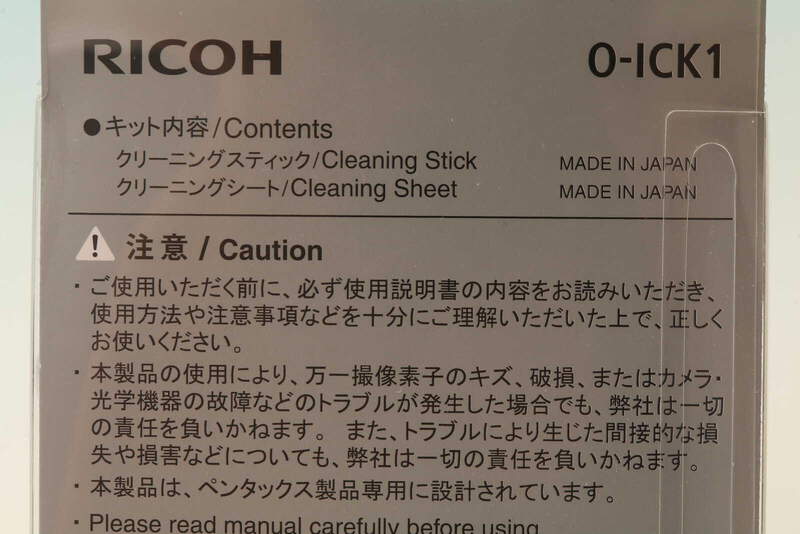 RICOH O-ICK1
●キット内容/Contents
クリーニングスティック/Cleaning Stick MADE IN JAPAN
クリーニングシート/Cleaning Sheet MADE IN JAPAN
注意 / Caution
・ご使用いただく前に、必ず使用説明書の内容をお読みいただき、
使用方法や注意事項などを十分にご理解いただいた上で、正しく
お使いください。
・本製品の使用により、万一撮像素子のキズ、破損、またはカメラ・
光学機器の故障などのトラブルが発生した場合でも、弊社は一切
の責任を負いかねます。 また、トラブルにより生じた間接的な損
失や損害などについても、弊社は一切の責任を負いかねます。
・本製品は、ペンタックス製品専用に設計されています。
・Please read manual carefully before using